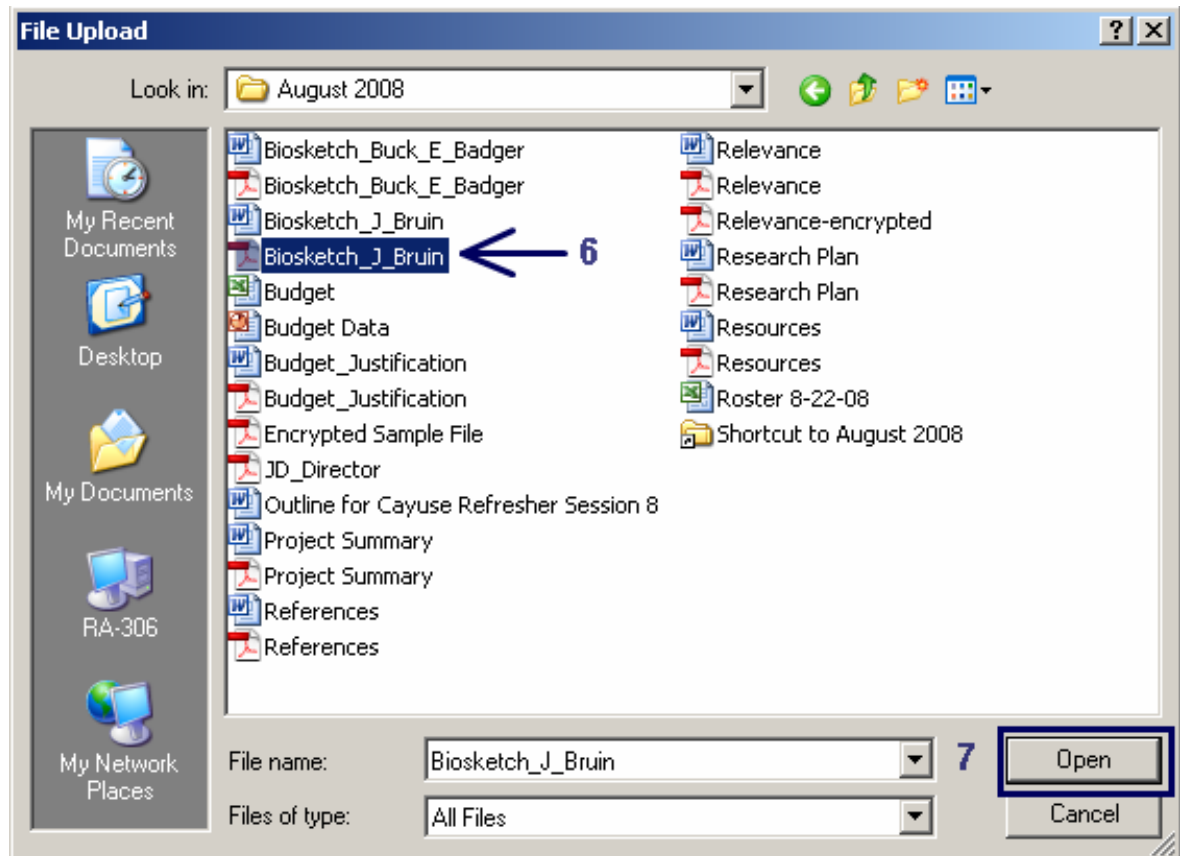 File Upload
Look in:
August 2008
My Recent
Documents
Desktop
My Documents
RA-306
My Network
Places
Biosketch_Buck_E_Badger
Biosketch_Buck_E_Badger
Biosketch_J_Bruin
Biosketch_J_Bruin
6
Budget
Budget Data
Budget_Justification
Budget_Justification
Encrypted Sample File
JD_Director
Outline for Cayuse Refresher Session 8
Project Summary
Project Summary
References
References
Relevance
Relevance
Relevance-encrypted
Research Plan
Research Plan
Resources
Resources
Roster 8-22-08
Shortcut to August 2008
File name:
Biosketch_J_Bruin
7
Open
Files of type:
All Files
Cancel